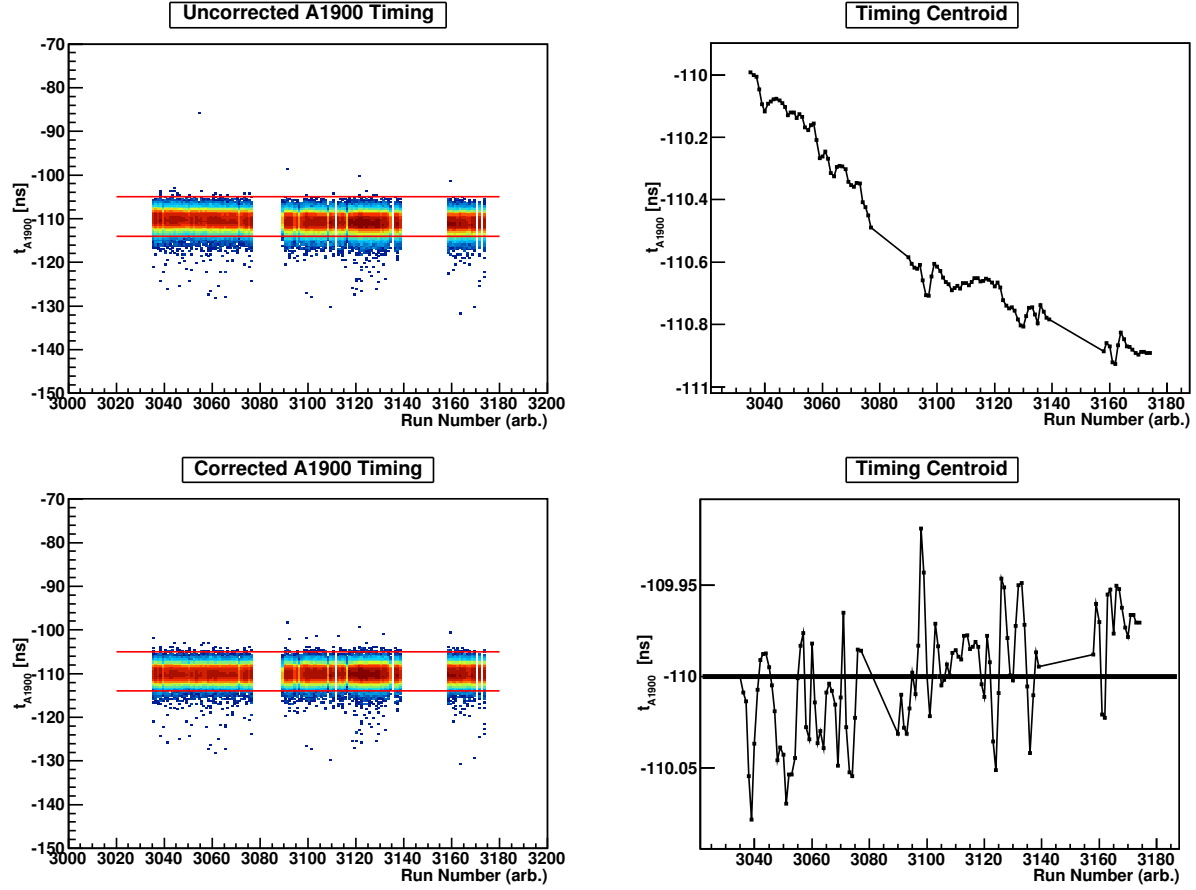 Uncorrected A1900 Timing
-70
-80
-90
-100
-110
-120
-130
-140
-150
t_A1900 [ns]
3000 3020 3040 3060 3080 3100 3120 3140 3160 3180 3200
Run Number (arb.)
Timing Centroid
-110
-110.2
-110.4
-110.6
-110.8
-111
t_A1900 [ns]
3040 3060 3080 3100 3120 3140 3160 3180
Run Number (arb.)
Corrected A1900 Timing
-70
-80
-90
-100
-110
-120
-130
-140
-150
t_A1900 [ns]
3000 3020 3040 3060 3080 3100 3120 3140 3160 3180 3200
Run Number (arb.)
Timing Centroid
-109.95
-110
-110.05
t_A1900 [ns]
3040 3060 3080 3100 3120 3140 3160 3180
Run Number (arb.)